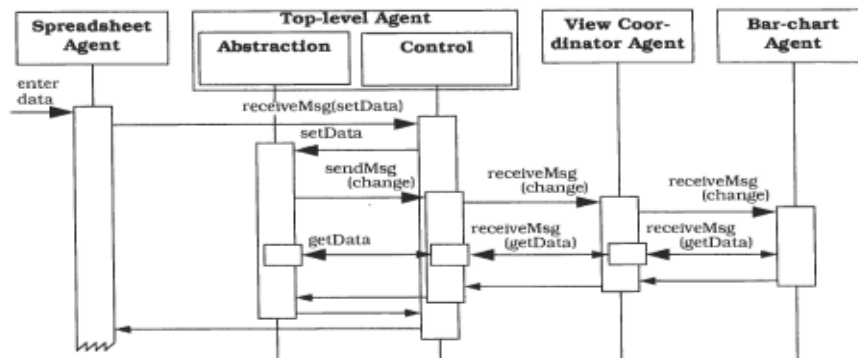 Top-level Agent
Spreadsheet
Agent
Abstraction
Control
View Coor-
dinator Agent
Bar-chart
Agent
enter
data
receiveMsg(setData)
setData
sendMsg
(change)
receiveMsg
(change)
receiveMsg
(change)
getData
receiveMsg
(getData)
receiveMsg
(getData)